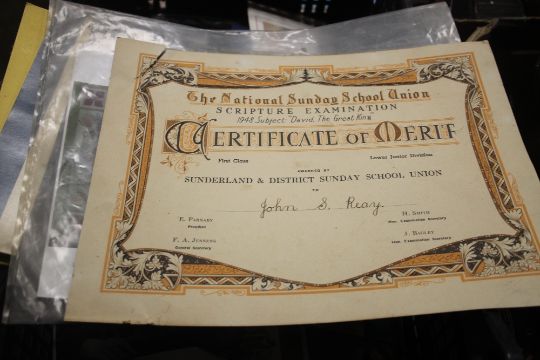 The National Sunday School Union
SCRIPTURE EXAMINATION
1948 Subject: David, The Great King
CERTIFICATE OF MERIT
First Class Lower Junior Division
AWARDED BY
SUNDERLAND & DISTRICT SUNDAY SCHOOL UNION
TO
John S. Reay.
E. FARNABY
President
M. SMITH
Hon. Examination Secretary
F. A. JENNENS
General Secretary
J. BAGLEY
Hon. Examination Secretary